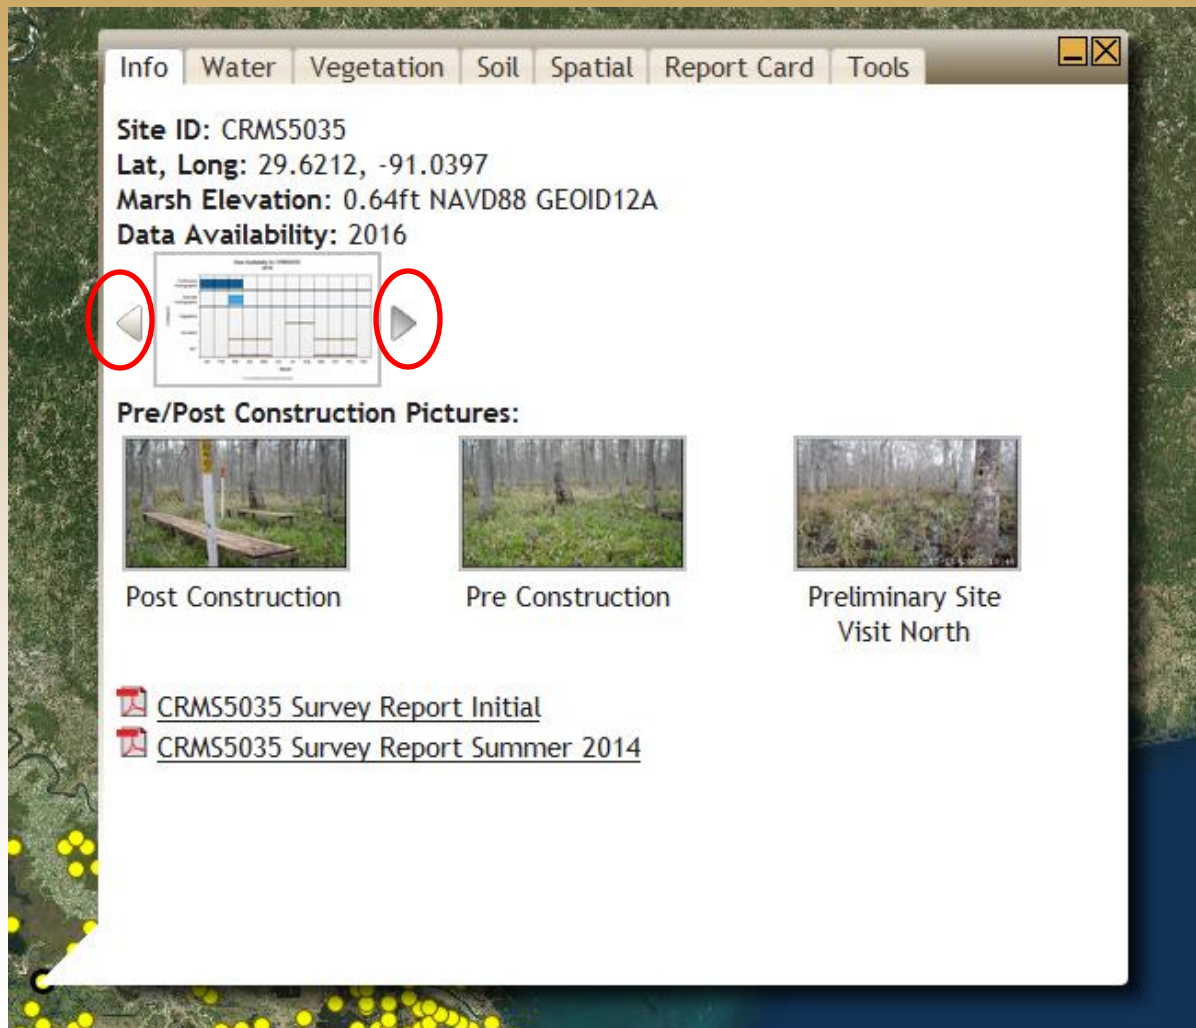 Info Water Vegetation Soil Spatial Report Card Tools
Site ID: CRMS5035
Lat, Long: 29.6212, -91.0397
Marsh Elevation: 0.64ft NAVD88 GEOID12A
Data Availability: 2016
Pre/Post Construction Pictures:
Post Construction Pre Construction Preliminary Site
Visit North
CRMS5035 Survey Report Initial
CRMS5035 Survey Report Summer 2014